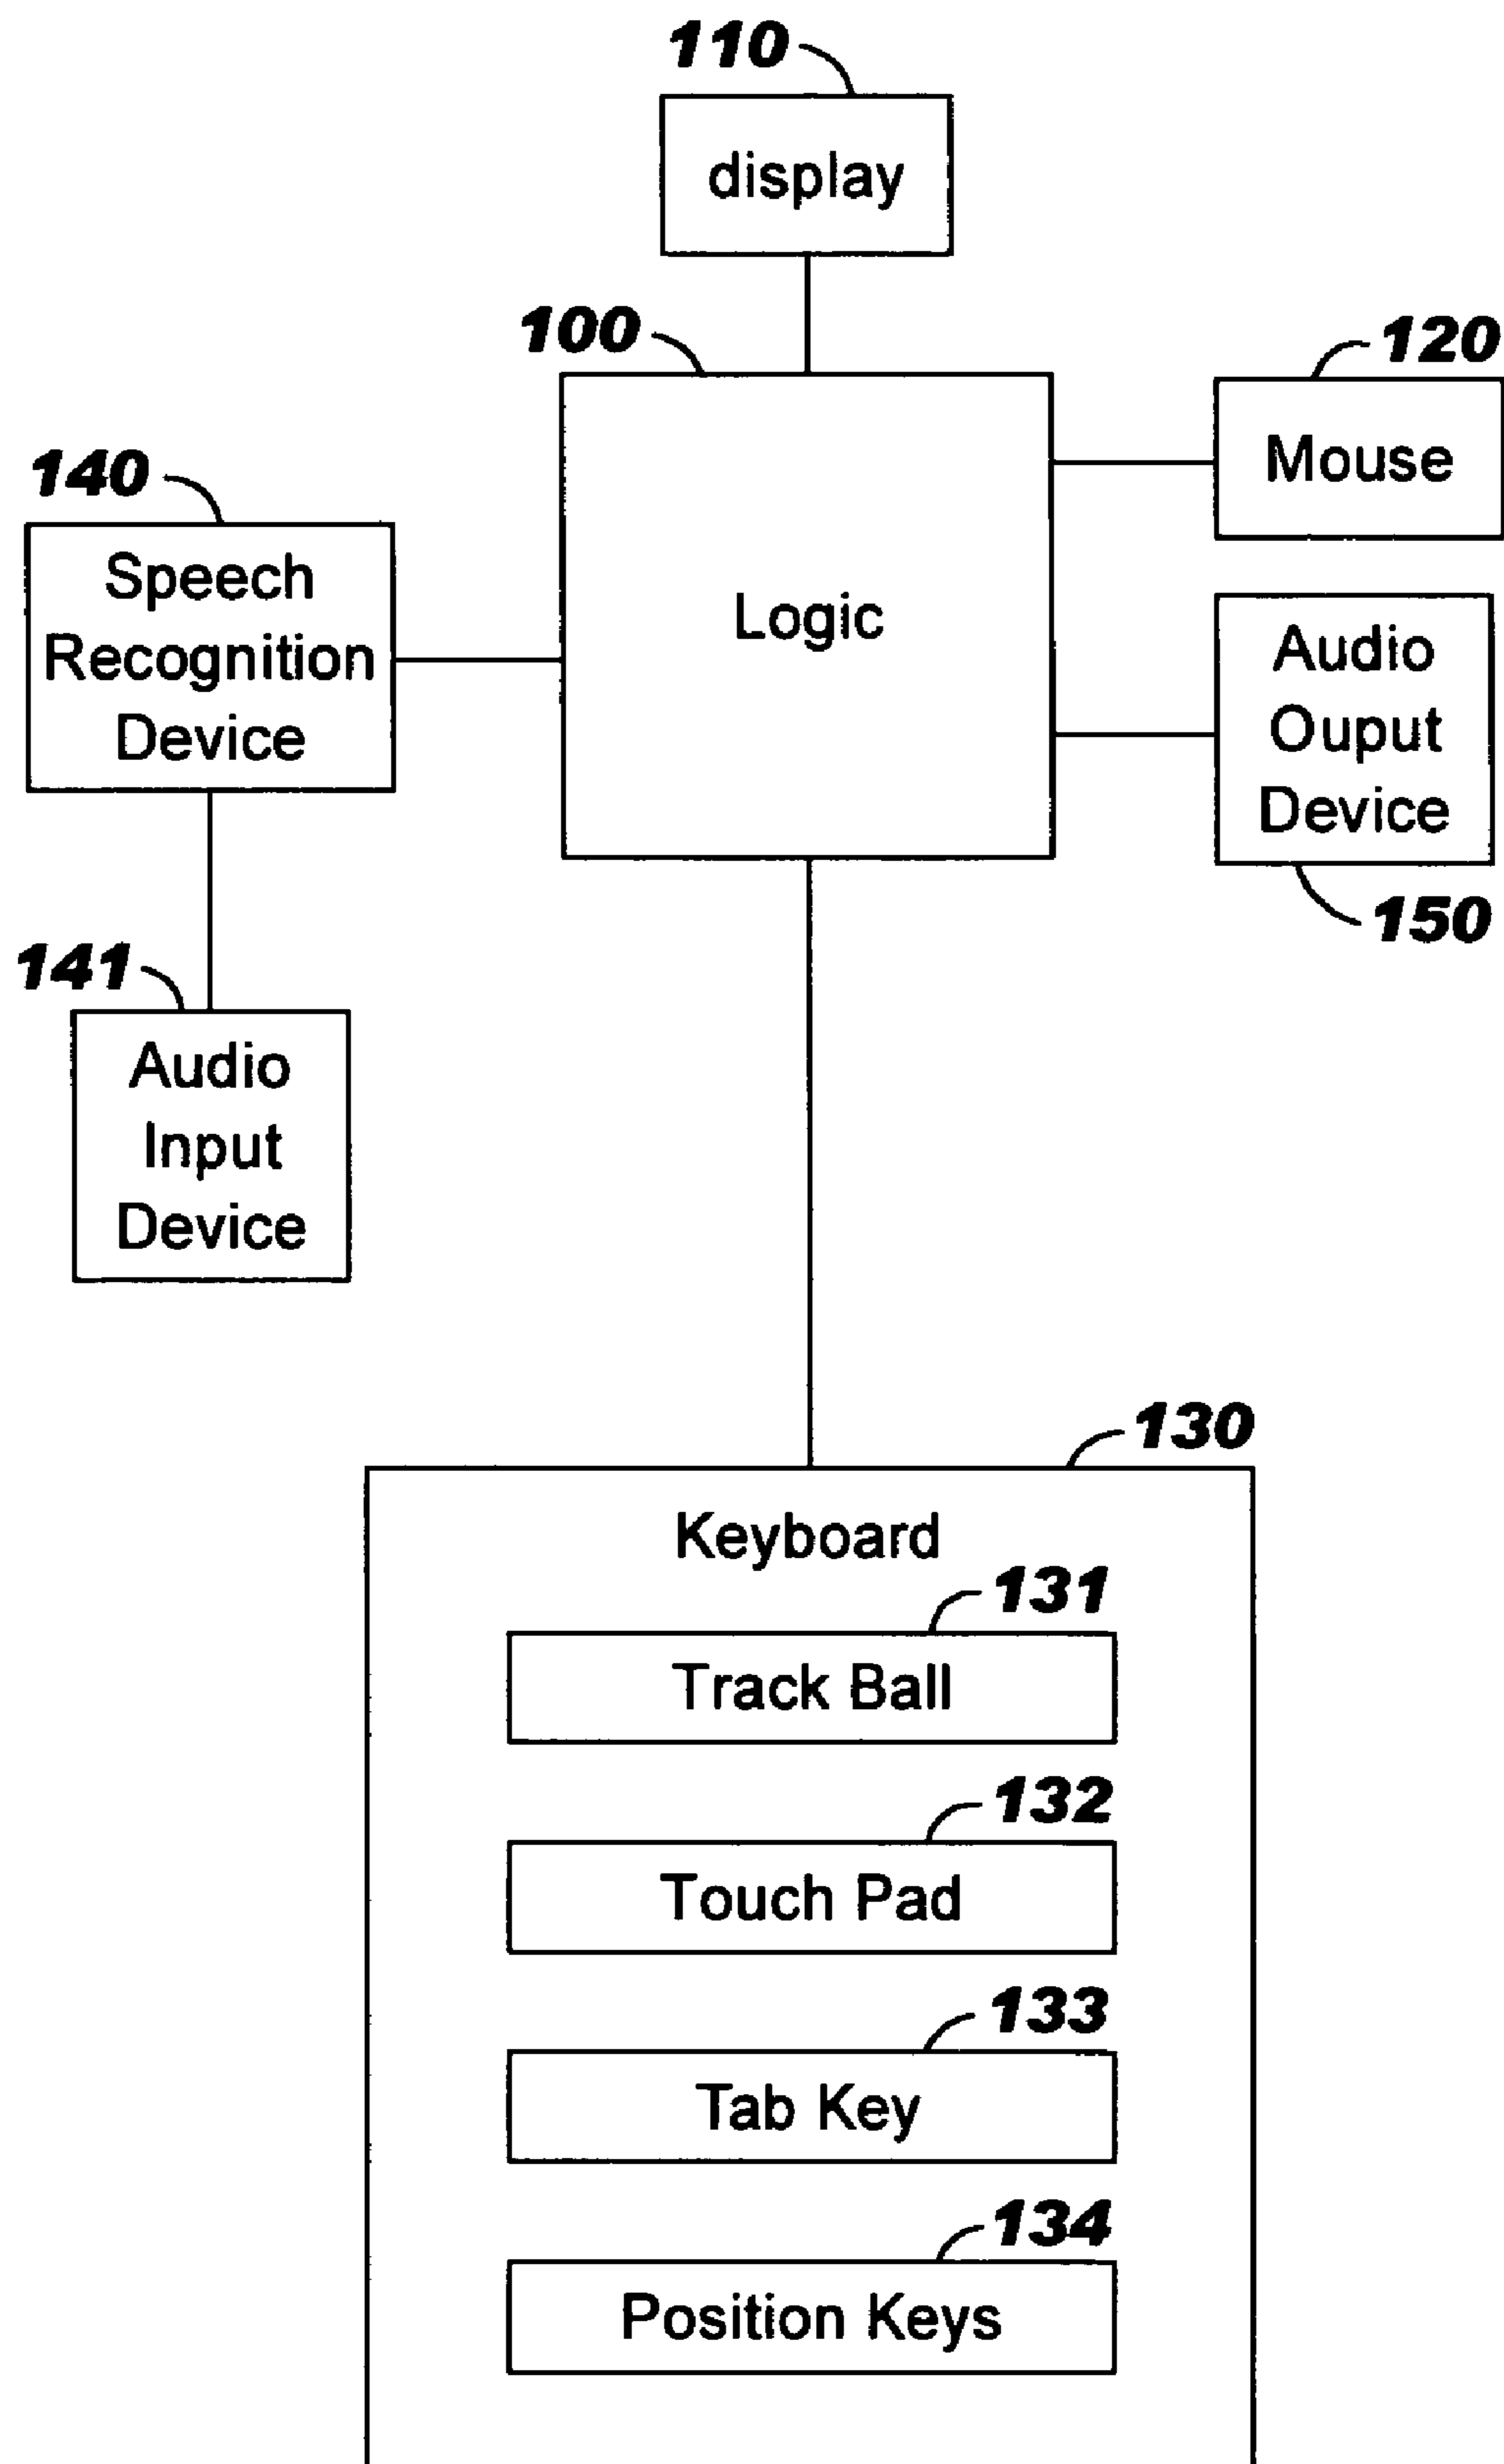 110
display
100
120
Mouse
140
Speech
Recognition
Device
Logic
Audio
Ouput
Device
150
141
Audio
Input
Device
130
Keyboard
131
Track Ball
132
Touch Pad
133
Tab Key
134
Position Keys